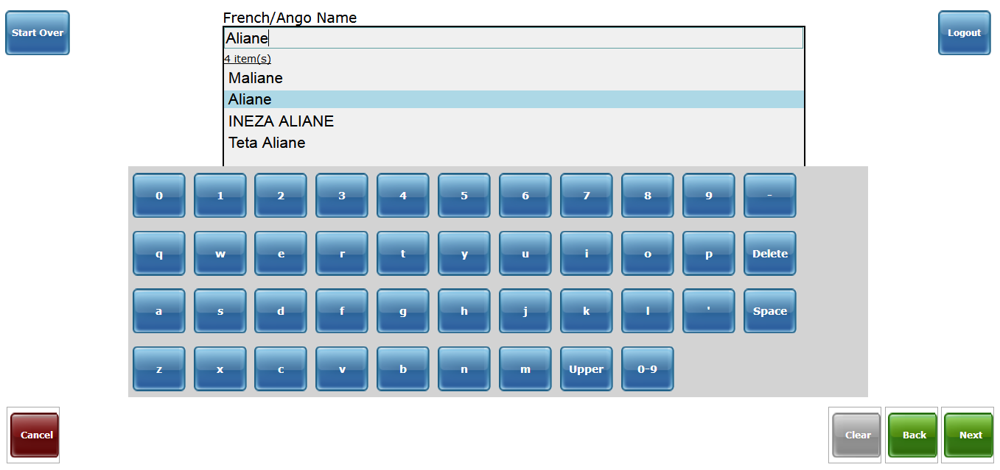 Start Over
French/Ango Name
Logout
Aliane
4 item(s)
Maliane
Aliane
INEZA ALIANE
Teta Aliane
0 1 2 3 4 5 6 7 8 9 -
q w e r t y u i o p Delete
a s d f g h j k l ' Space
z x c v b n m Upper 0-9
Cancel
Clear Back Next